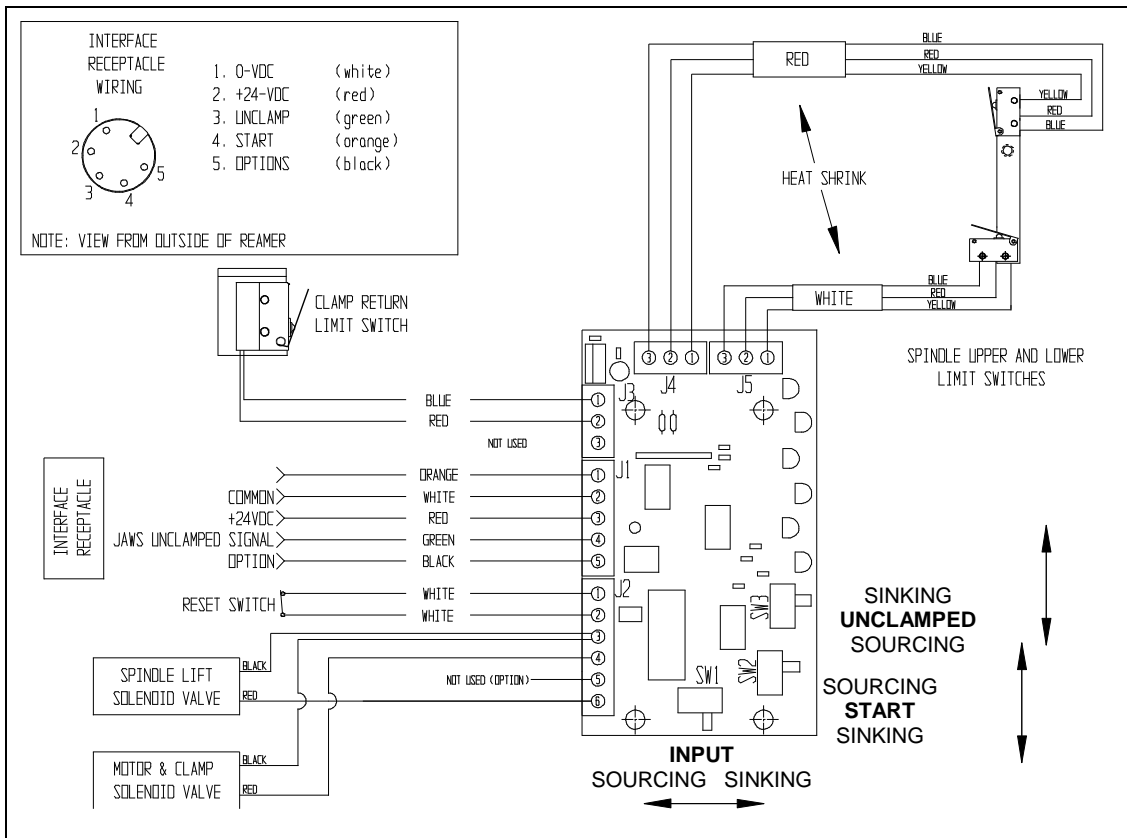 INTERFACE
RECEPTACLE
WIRING
1. 0-VDC (white)
2. +24-VDC (red)
3. UNCLAMP (green)
4. START (orange)
5. OPTIONS (black)
1
2
3
4
5
NOTE: VIEW FROM OUTSIDE OF REAMER
BLUE
RED
YELLOW
RED
YELLOW
RED
BLUE
HEAT SHRINK
BLUE
RED
YELLOW
WHITE
CLAMP RETURN
LIMIT SWITCH
SPINDLE UPPER AND LOWER
LIMIT SWITCHES
3 2 1
J4
3 2 1
J5
J3
BLUE 1
RED 2
NOT USED 3
INTERFACE
RECEPTACLE
J1
ORANGE 1
COMMON WHITE 2
+24VDC RED 3
JAWS UNCLAMPED SIGNAL GREEN 4
OPTION BLACK 5
J2
RESET SWITCH
WHITE 1
WHITE 2
3
4
NOT USED (OPTION) 5
6
SPINDLE LIFT
SOLENOID VALVE
BLACK
RED
MOTOR & CLAMP
SOLENOID VALVE
BLACK
RED
SW3
SW2
SW1
SINKING
UNCLAMPED
SOURCING
SOURCING
START
SINKING
INPUT
SOURCING SINKING